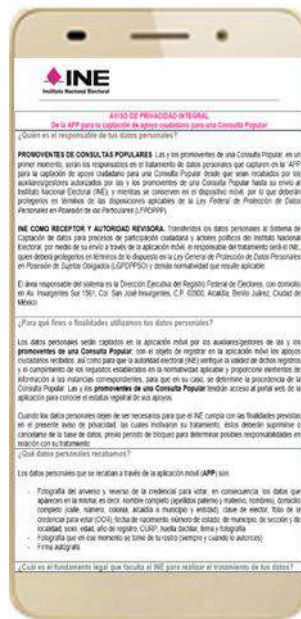 INE
Instituto Nacional Electoral
AVISO DE PRIVACIDAD INTEGRAL
De la APP para la captación de apoyo ciudadano para una Consulta Popular
¿Quién es el responsable de tus datos personales?
PROMOVENTES DE CONSULTAS POPULARES. Las y los promoventes de una Consulta Popular, en un
primer momento, serán los responsables en el tratamiento de datos personales que capturen en la "APP
para la captación de apoyo ciudadano para una Consulta Popular desde que sean recabados por los
auxiliares/gestores autorizados por las y los promoventes de una Consulta Popular hasta su envío al
Instituto Nacional Electoral (INE), y mientras se conserven en el dispositivo móvil, por lo que deberán
protegerlos en términos de las disposiciones aplicables de la Ley Federal de Protección de Datos
Personales en Posesión de los Particulares (LFPDPPP).
INE COMO RECEPTOR Y AUTORIDAD REVISORA. Transferidos los datos personales al Sistema de
Captación de datos para procesos de participación ciudadana y actores políticos del Instituto Nacional
Electoral, por medio de su envío a través de la aplicación móvil, el responsable del tratamiento será el INE,
quien deberá protegerlos en términos de lo dispuesto en la Ley General de Protección de Datos Personales
en Posesión de Sujetos Obligados (LGPDPPSO) y demás normatividad que resulte aplicable.
El área responsable del sistema es la Dirección Ejecutiva del Registro Federal de Electores, con domicilio
en Av. Insurgentes Sur 1561, Col. San José Insurgentes, C.P. 03900, Alcaldía, Benito Juárez, Ciudad de
México.
¿Para qué fines o finalidades utilizamos tus datos personales?
Los datos personales serán captados en la aplicación móvil por los auxiliares/gestores de las y los
promoventes de una Consulta Popular, con el objeto de registrar en la aplicación móvil los apoyos
ciudadanos recibidos, así como para que la autoridad electoral (INE) verifique la validez de dichos registros
y el cumplimiento de los requisitos establecidos en la normatividad aplicable y proporcione elementos de
información a las instancias correspondientes, para que en su caso, se determine la procedencia de la
Consulta Popular. Las y los promoventes de una Consulta Popular tendrán acceso al portal web de la
aplicación para conocer el estatus registral de sus apoyos.
Cuando los datos personales dejen de ser necesarios para que el INE cumpla con las finalidades previstas
en el presente aviso de privacidad, las cuales motivaron su tratamiento, éstos deberán suprimirse o
cancelarse de la base de datos, previo periodo de bloqueo para determinar posibles responsabilidades en
relación con su tratamiento.
¿Qué datos personales recabamos?
Los datos personales que se recaban a través de la aplicación móvil (APP) son:
- Fotografía del anverso y reverso de la credencial para votar, en consecuencia, los datos que
aparecen en la misma, es decir, nombre completo (apellidos paterno y materno, nombres), domicilio
completo (calle, número, colonia, alcaldía o municipio y entidad), clave de elector, folio de la
credencial para votar (OCR), fecha de nacimiento, número de estado, de municipio, de sección y de
localidad, sexo, edad, año de registro, CURP, huella dactilar, firma y fotografía
- Fotografía que en ese momento se tome de tu rostro (siempre y cuando lo autorices)
- Firma autógrafa
¿Cuál es el fundamento legal que faculta al INE para realizar el tratamiento de tus datos?